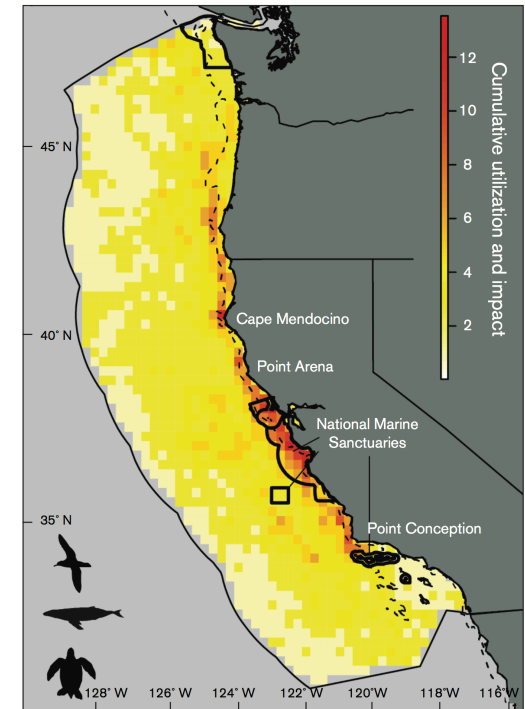 12
10
8
6
4
2
Cumulative utilization and impact
45° N
40° N
35° N
Cape Mendocino
Point Arena
National Marine
Sanctuaries
Point Conception
128° W
126° W
124° W
122° W
120°W
118° W
116°W